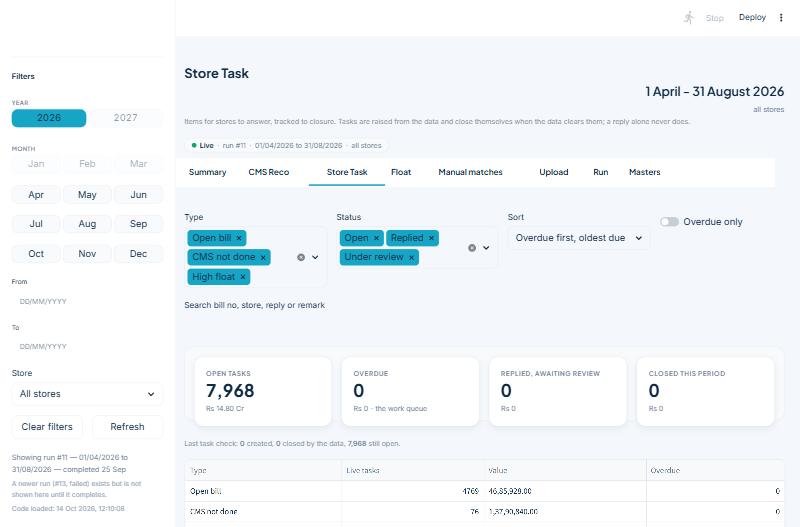 Stop
Deploy
Filters
YEAR
2026
2027
MONTH
Jan
Feb
Mar
Apr
May
Jun
Jul
Aug
Sep
Oct
Nov
Dec
From
DD/MM/YYYY
To
DD/MM/YYYY
Store
All stores
Clear filters
Refresh
Showing run #11 — 01/04/2026 to
31/08/2026 — completed 25 Sep
A newer run (#13, failed) exists but is not
shown here until it completes.
Code loaded: 14 Oct 2026, 12:10:08
Store Task
1 April – 31 August 2026
all stores
Items for stores to answer, tracked to closure. Tasks are raised from the data and close themselves when the data clears them; a reply alone never does.
Live · run #11 · 01/04/2026 to 31/08/2026 · all stores
Summary
CMS Reco
Store Task
Float
Manual matches
Upload
Run
Masters
Type
Open bill
CMS not done
High float
Status
Open
Replied
Under review
Sort
Overdue first, oldest due
Overdue only
Search bill no, store, reply or remark
OPEN TASKS
7,968
Rs 14.80 Cr
OVERDUE
0
Rs 0 · the work queue
REPLIED, AWAITING REVIEW
0
Rs 0
CLOSED THIS PERIOD
0
Rs 0
Last task check: 0 created, 0 closed by the data, 7,968 still open.
Type Live tasks Value Overdue
Open bill 4769 46,85,928.00 0
CMS not done 76 1,37,90,840.00 0